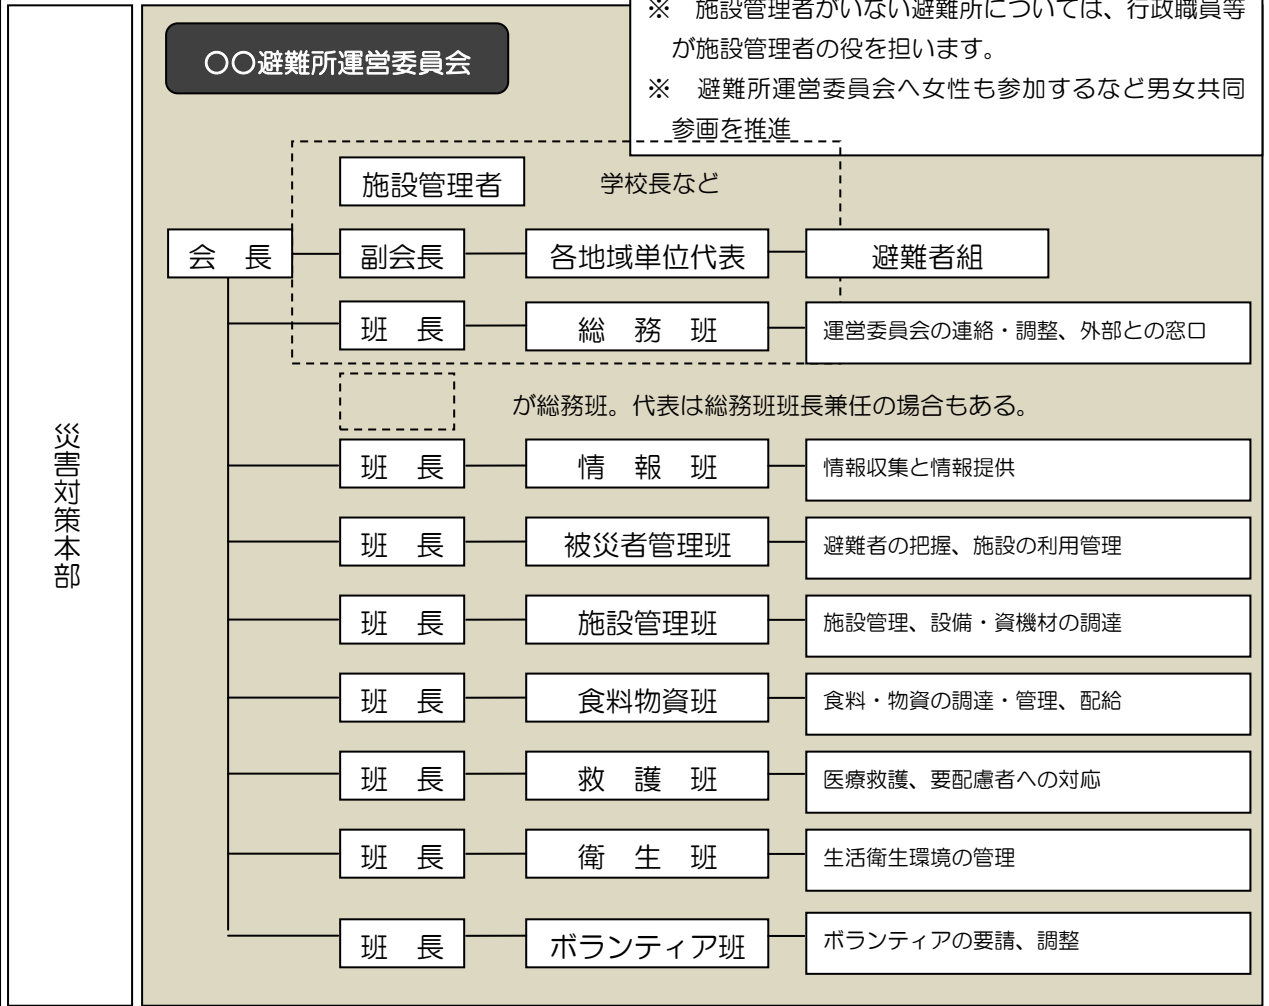 ※　施設管理者がいない避難所については、行政職員等
が施設管理者の役を担います。
※　避難所運営委員会へ女性も参加するなど男女共同
参画を推進
〇〇避難所運営委員会
災害対策本部
施設管理者　学校長など
会　長　副会長　各地域単位代表　避難者組
班　長　総　務　班　運営委員会の連絡・調整、外部との窓口
が総務班。代表は総務班班長兼任の場合もある。
班　長　情　報　班　情報収集と情報提供
班　長　被災者管理班　避難者の把握、施設の利用管理
班　長　施設管理班　施設管理、設備・資機材の調達
班　長　食料物資班　食料・物資の調達・管理、配給
班　長　救　護　班　医療救護、要配慮者への対応
班　長　衛　生　班　生活衛生環境の管理
班　長　ボランティア班　ボランティアの要請、調整